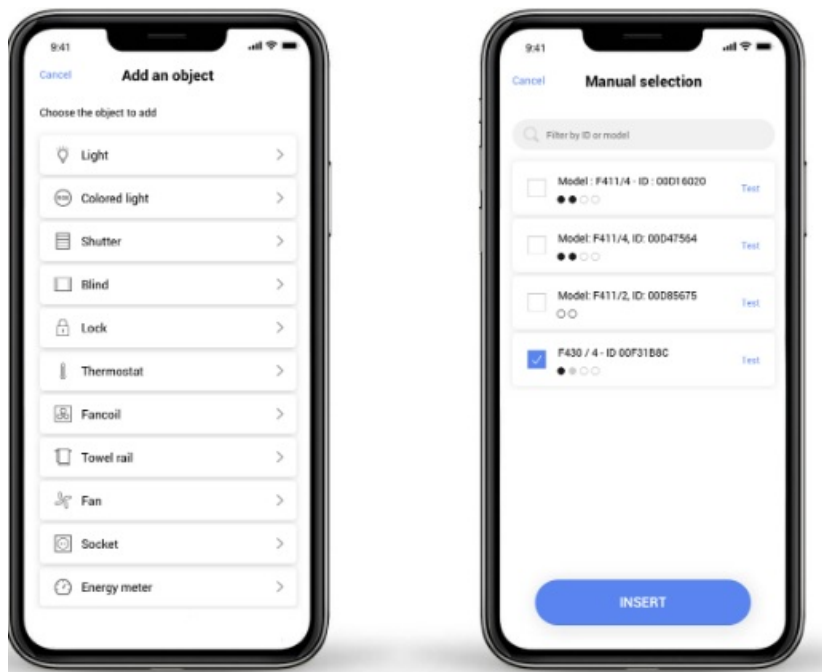 9:41
Cancel
Add an object
Choose the object to add
Light
Colored light
Shutter
Blind
Lock
Thermostat
Fancoil
Towel rail
Fan
Socket
Energy meter
9:41
Cancel
Manual selection
Filter by ID or model
Model : F411/4 - ID : 00D16020
Test
Model: F411/4, ID: 00D47564
Test
Model: F411/2, ID: 00D85675
Test
F430 / 4 - ID 00F31B8C
Test
INSERT